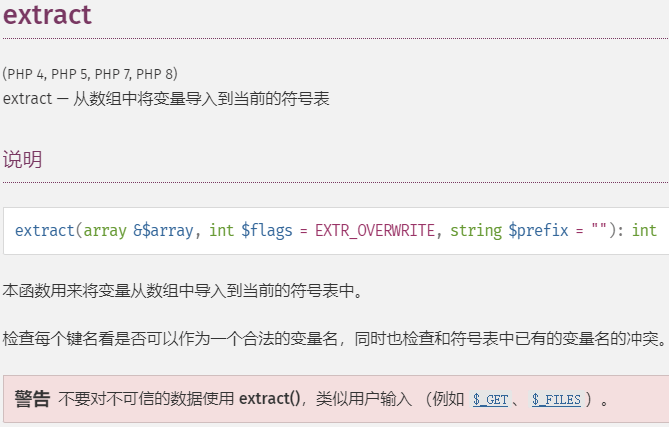 extract
(PHP 4, PHP 5, PHP 7, PHP 8)
extract — 从数组中将变量导入到当前的符号表
说明
extract(array &$array, int $flags = EXTR_OVERWRITE, string $prefix = ""): int
本函数用来将变量从数组中导入到当前的符号表中。
检查每个键名看是否可以作为一个合法的变量名，同时也检查和符号表中已有的变量名的冲突。
警告 不要对不可信的数据使用 extract()，类似用户输入 （例如 $_GET、$_FILES）。